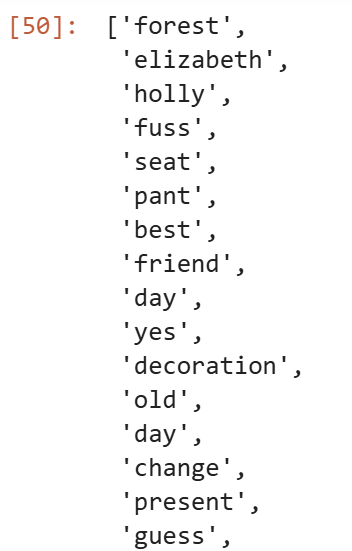 [50]: ['forest',
'elizabeth',
'holly',
'fuss',
'seat',
'pant',
'best',
'friend',
'day',
'yes',
'decoration',
'old',
'day',
'change',
'present',
'guess',